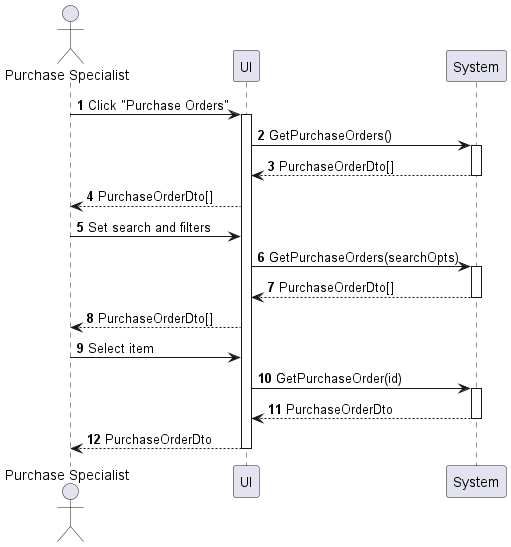 Purchase Specialist
UI
System
1 Click "Purchase Orders"
2 GetPurchaseOrders()
3 PurchaseOrderDto[]
4 PurchaseOrderDto[]
5 Set search and filters
6 GetPurchaseOrders(searchOpts)
7 PurchaseOrderDto[]
8 PurchaseOrderDto[]
9 Select item
10 GetPurchaseOrder(id)
11 PurchaseOrderDto
12 PurchaseOrderDto
Purchase Specialist
UI
System